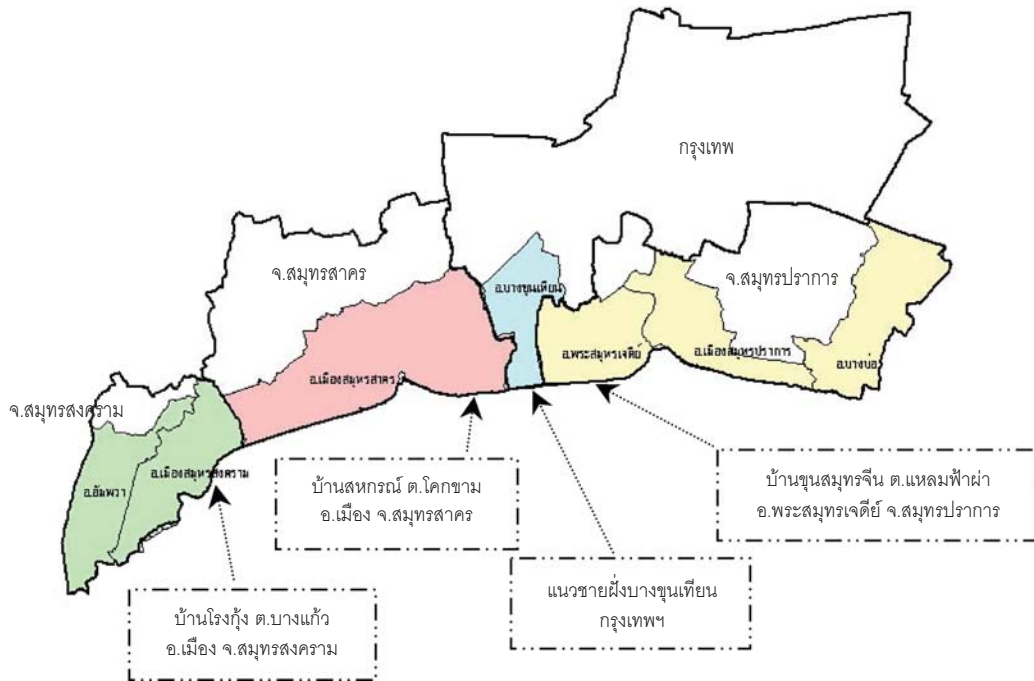 กรุงเทพ
จ.สมุทรสาคร
จ.สมุทรปราการ
อ.บางขุนเทียน
อ.พระสมุทรเจดีย์
อ.เมืองสมุทรปราการ
อ.บางบ่อ
อ.เมืองสมุทรสาคร
จ.สมุทรสงคราม
อ.เมืองสมุทรสงคราม
อ.อัมพวา
บ้านสหกรณ์ ต.โคกขาม
อ.เมือง จ.สมุทรสาคร
บ้านขุนสมุทรจีน ต.แหลมฟ้าผ่า
อ.พระสมุทรเจดีย์ จ.สมุทรปราการ
แนวชายฝั่งบางขุนเทียน
กรุงเทพฯ
บ้านโรงกุ้ง ต.บางแก้ว
อ.เมือง จ.สมุทรสงคราม